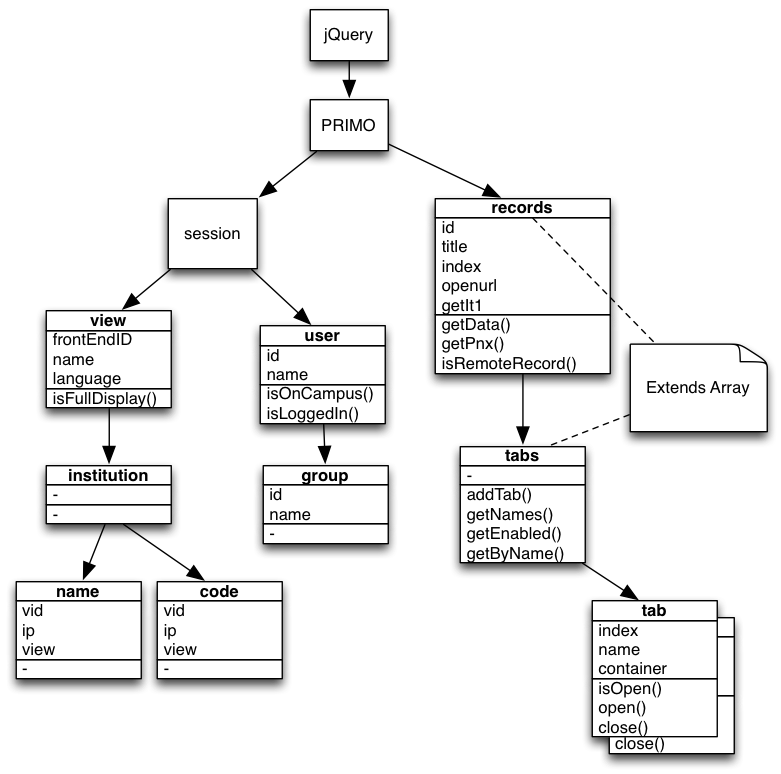 jQuery
PRIMO
session
records
id
title
index
openurl
getIt1
getData()
getPnx()
isRemoteRecord()
view
frontEndID
name
language
isFullDisplay()
user
id
name
isOnCampus()
isLoggedIn()
Extends Array
institution
-
-
group
id
name
-
tabs
-
addTab()
getNames()
getEnabled()
getByName()
name
vid
ip
view
-
code
vid
ip
view
-
tab
index
name
container
isOpen()
open()
close()
close()